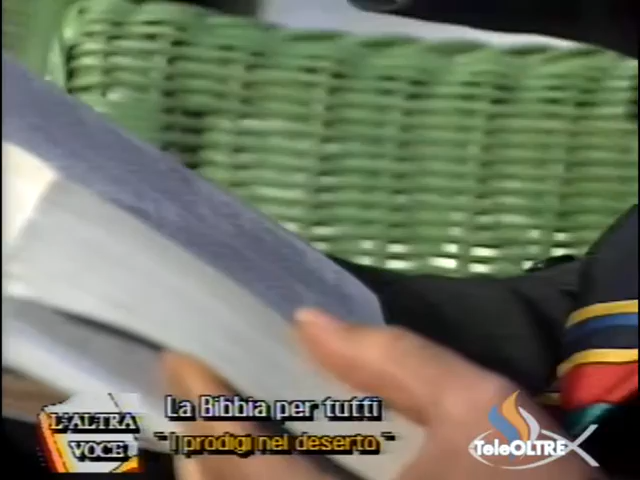 L'ALTRA
VOCE
La Bibbia per tutti
"I prodigi nel deserto"
TeleOLTRE